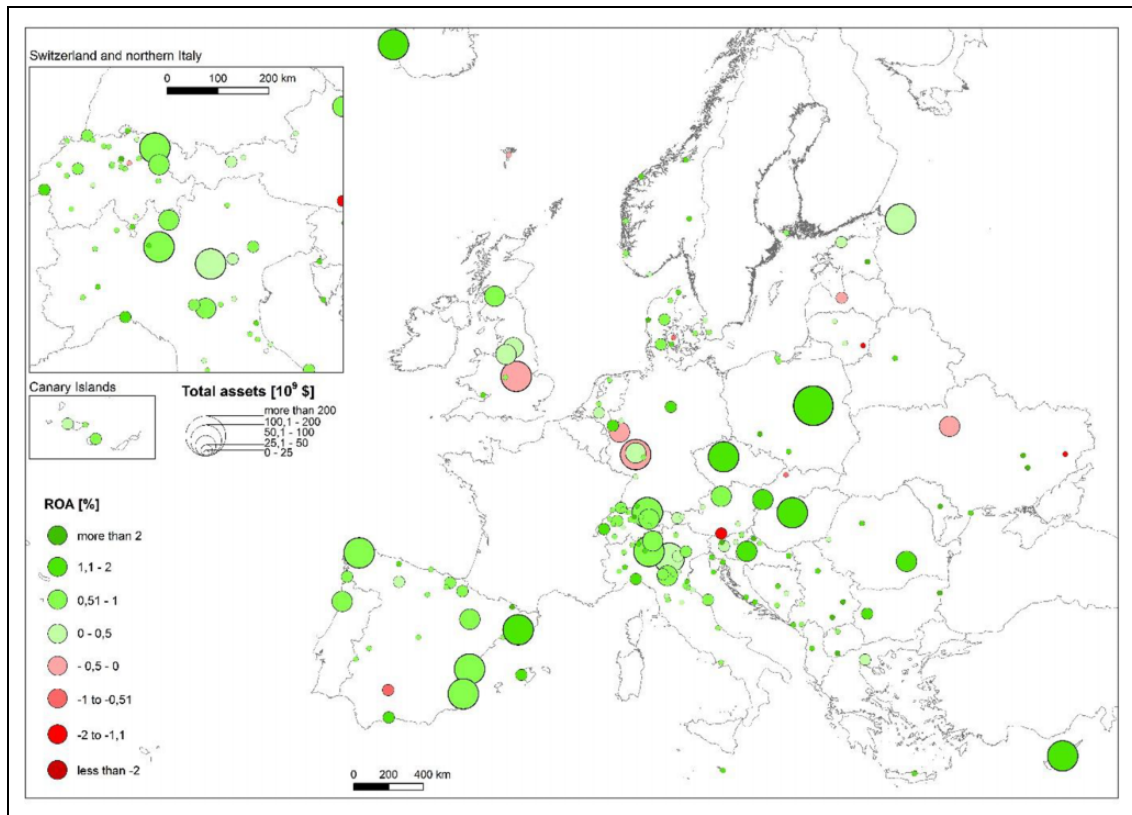 Switzerland and northern Italy
0 100 200 km
Canary Islands
Total assets [10⁹ $]
more than 200
100,1 - 200
50,1 - 100
25,1 - 50
0 - 25
ROA [%]
more than 2
1,1 - 2
0,51 - 1
0 - 0,5
- 0,5 - 0
-1 to -0,51
-2 to -1,1
less than -2
0 200 400 km